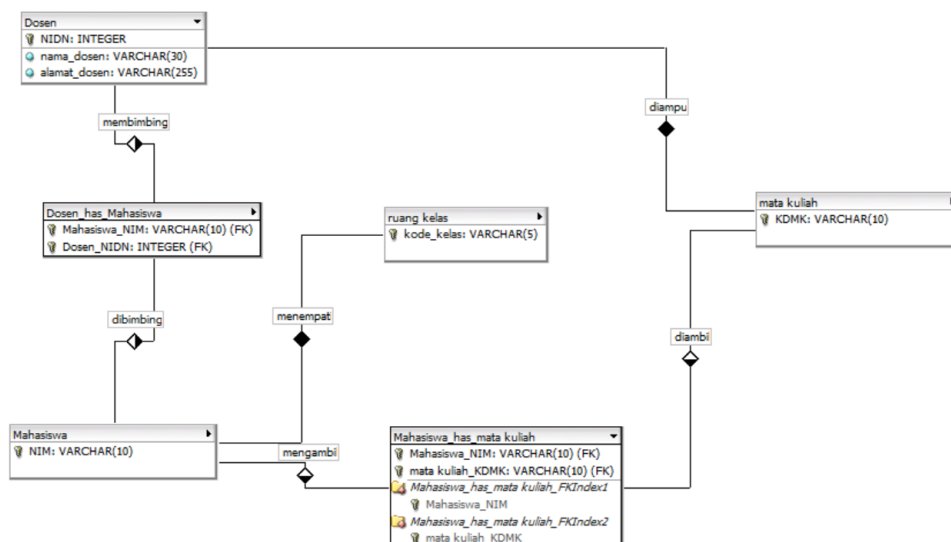 Dosen
NIDN: INTEGER
nama_dosen: VARCHAR(30)
alamat_dosen: VARCHAR(255)
membimbing
diampu
Dosen_has_Mahasiswa
Mahasiswa_NIM: VARCHAR(10) (FK)
Dosen_NIDN: INTEGER (FK)
ruang kelas
kode_kelas: VARCHAR(5)
mata kuliah
KDMK: VARCHAR(10)
dibimbing
menempat
diambi
Mahasiswa
NIM: VARCHAR(10)
mengambi
Mahasiswa_has_mata kuliah
Mahasiswa_NIM: VARCHAR(10) (FK)
mata kuliah_KDMK: VARCHAR(10) (FK)
Mahasiswa_has_mata kuliah_FKIndex1
Mahasiswa_NIM
Mahasiswa_has_mata kuliah_FKIndex2
mata kuliah_KDMK